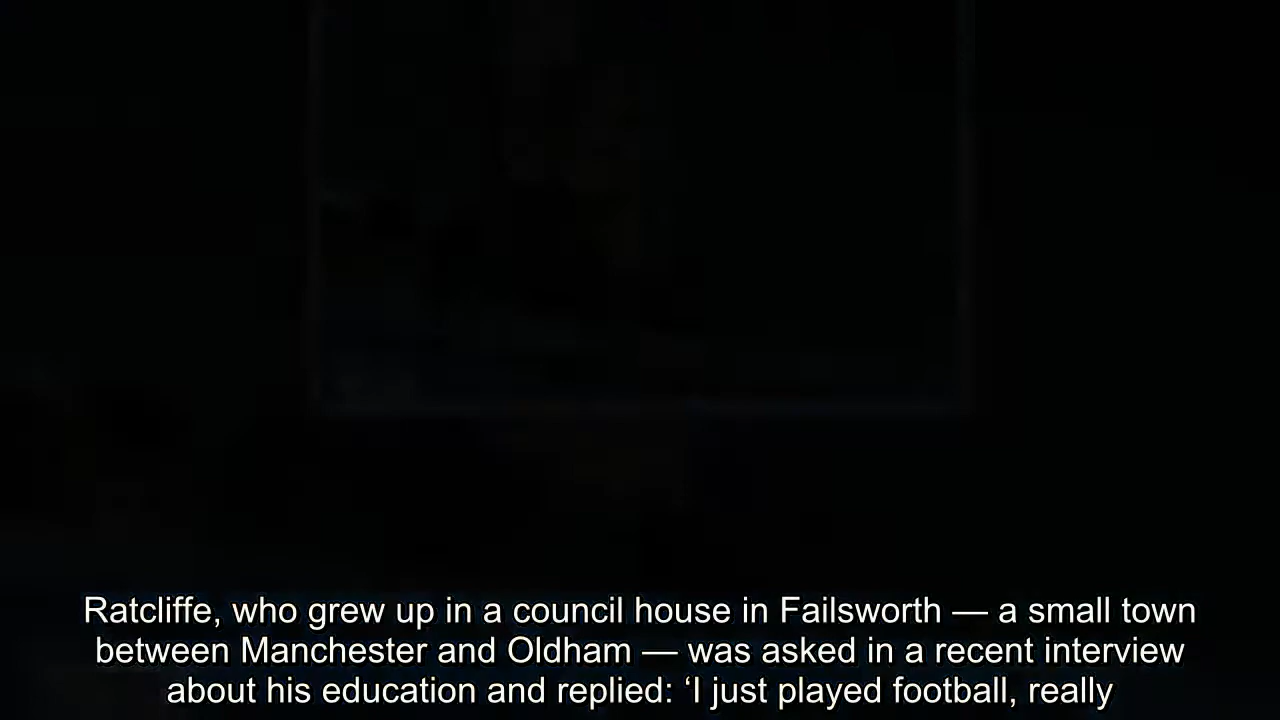 Ratcliffe, who grew up in a council house in Failsworth — a small town
between Manchester and Oldham — was asked in a recent interview
about his education and replied: ‘I just played football, really